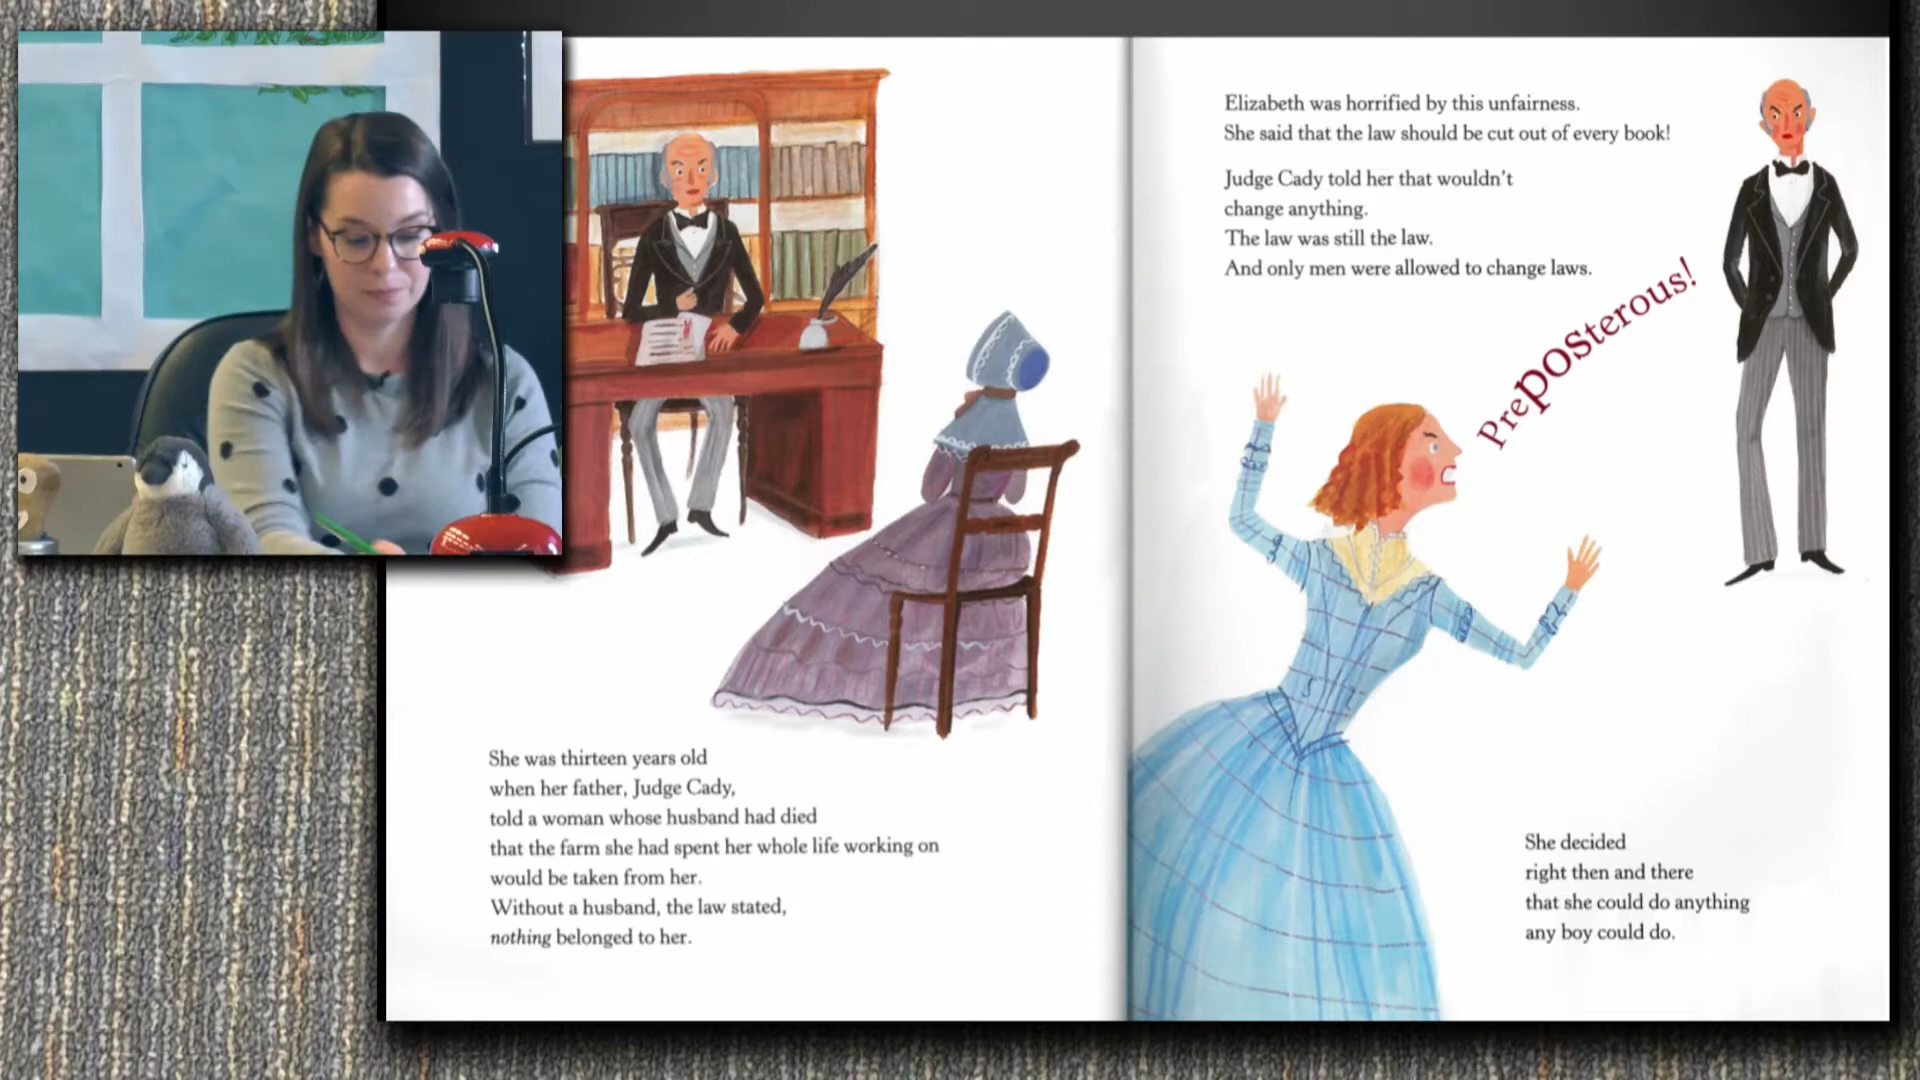 She was thirteen years old
when her father, Judge Cady,
told a woman whose husband had died
that the farm she had spent her whole life working on
would be taken from her.
Without a husband, the law stated,
nothing belonged to her.
Elizabeth was horrified by this unfairness.
She said that the law should be cut out of every book!
Judge Cady told her that wouldn't
change anything.
The law was still the law.
And only men were allowed to change laws.
Preposterous!
She decided
right then and there
that she could do anything
any boy could do.